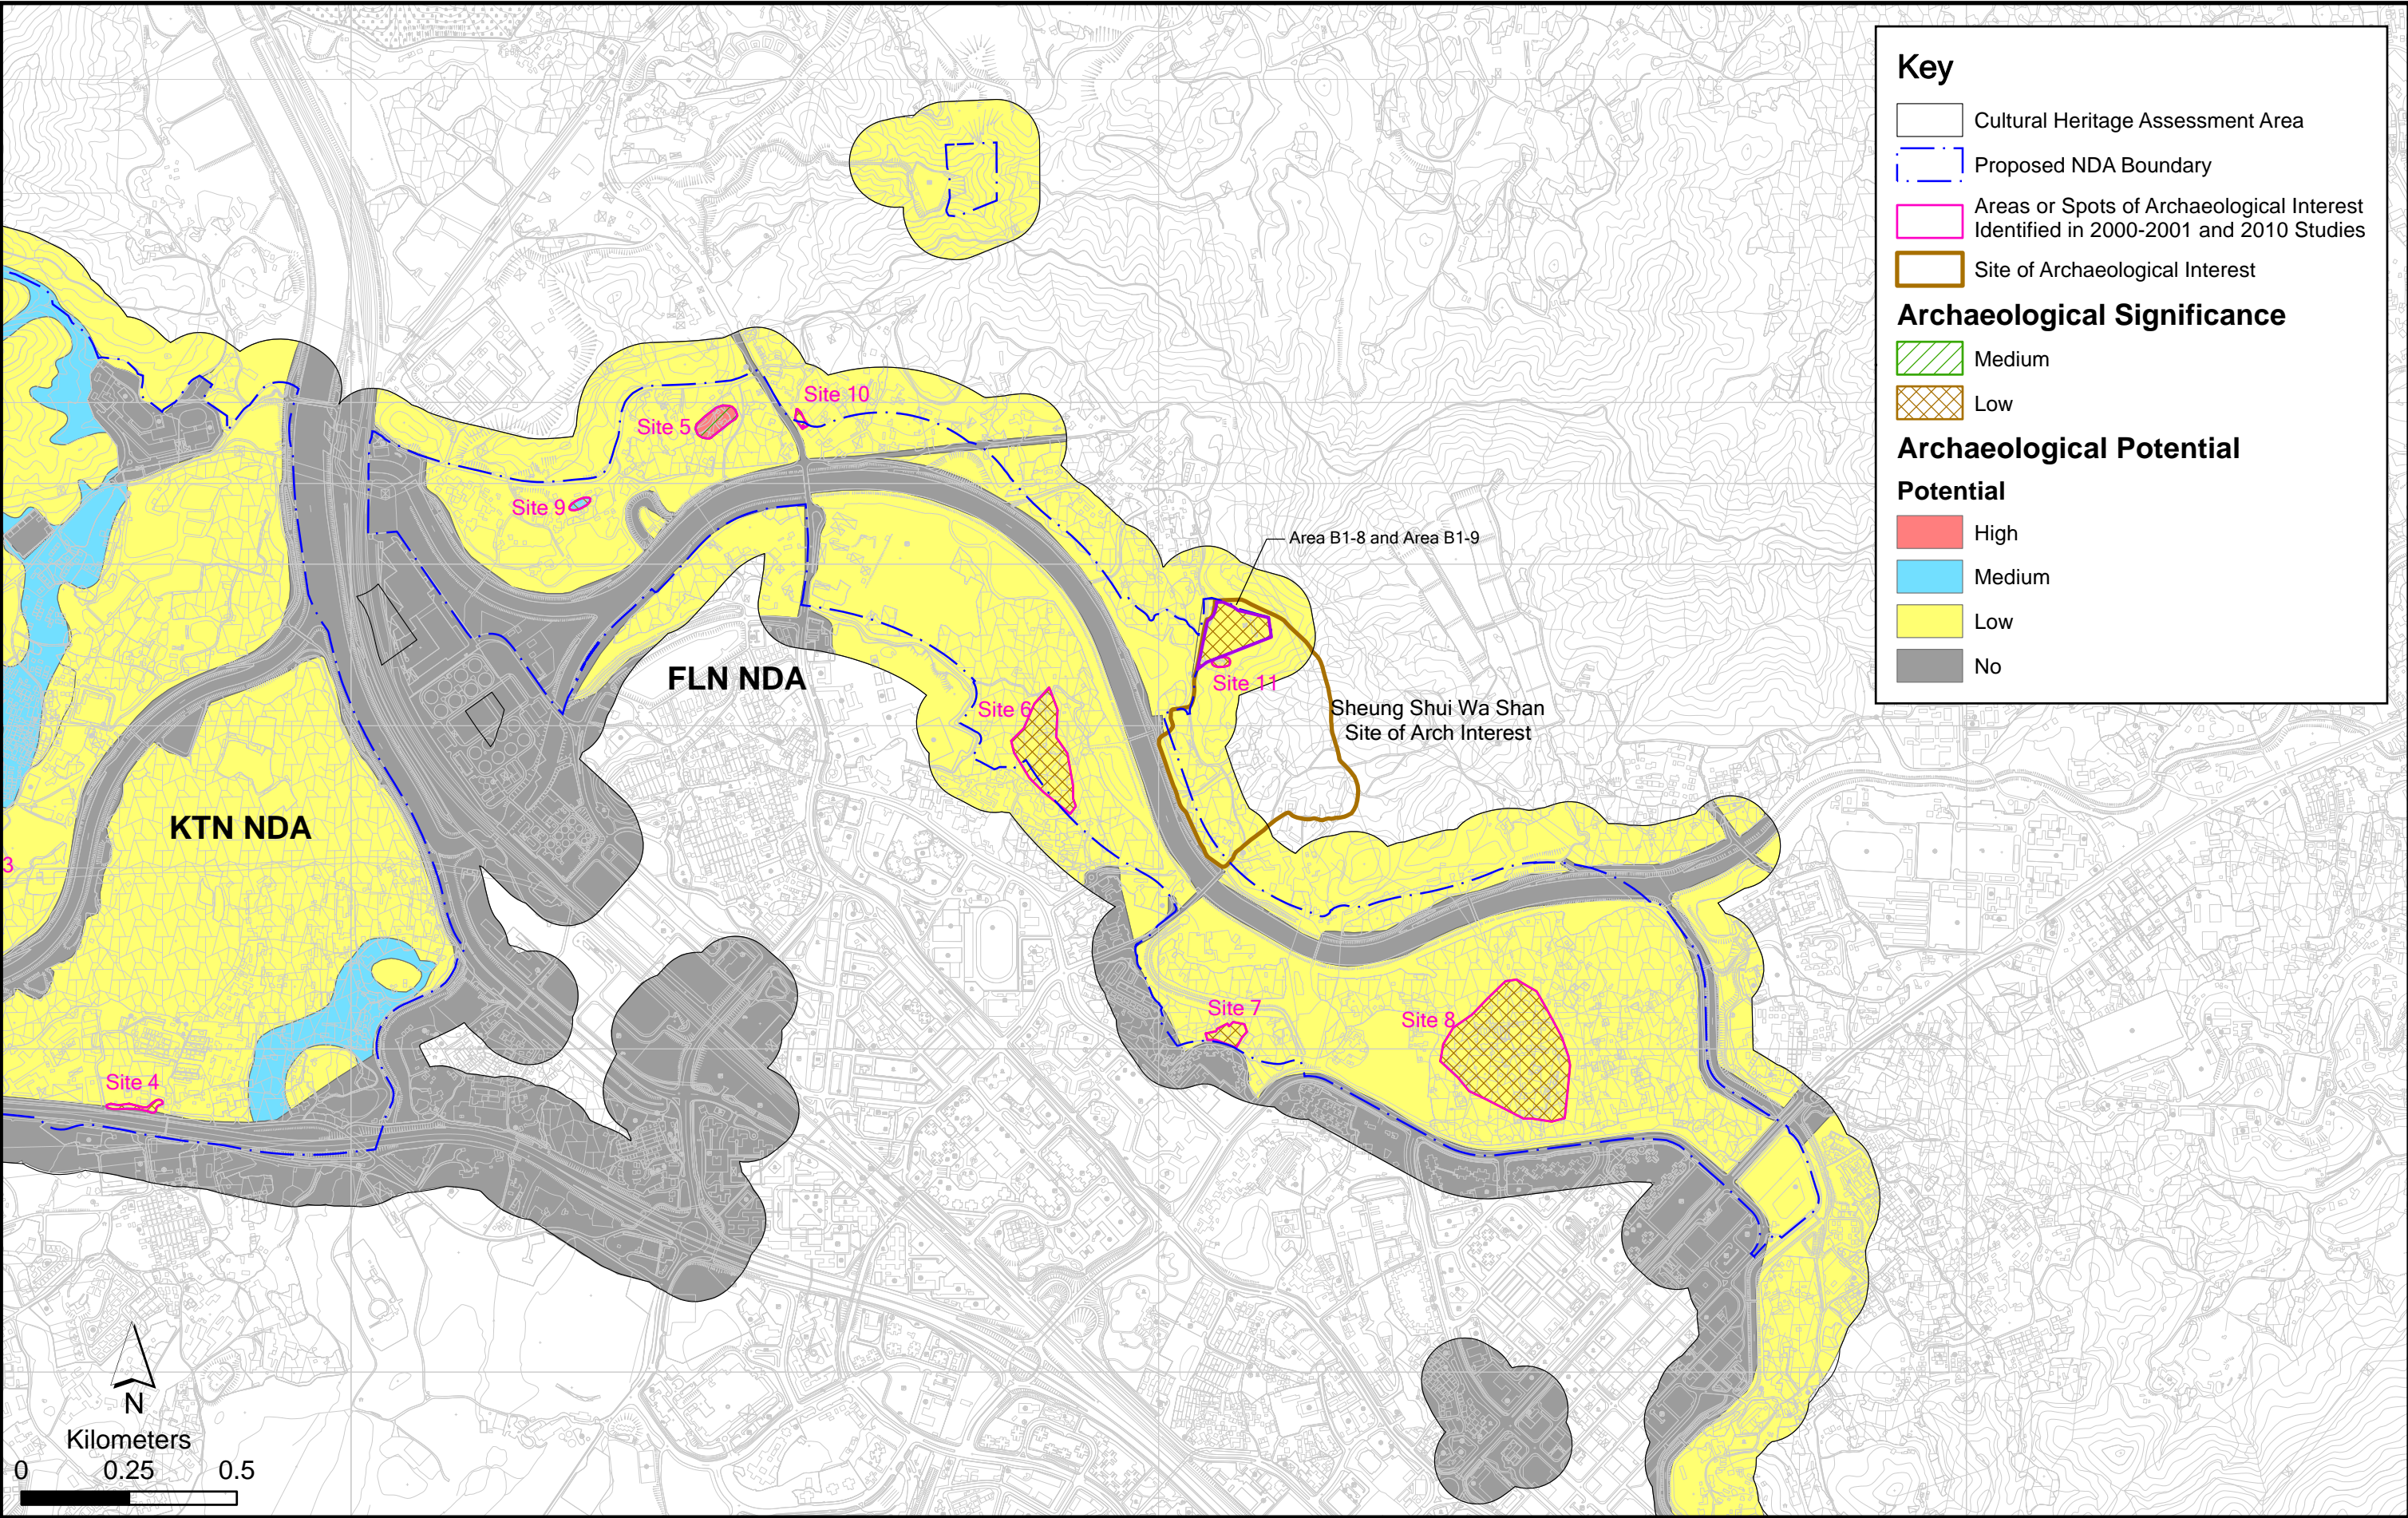 Key
Cultural Heritage Assessment Area
Proposed NDA Boundary
Areas or Spots of Archaeological Interest
Identified in 2000-2001 and 2010 Studies
Site of Archaeological Interest
Archaeological Significance
Medium
Low
Archaeological Potential
Potential
High
Medium
Low
No
Site 10
Site 5
Site 9
Area B1-8 and Area B1-9
FLN NDA
Site 11
Site 6
Sheung Shui Wa Shan
Site of Arch Interest
KTN NDA
3
Site 7
Site 8
Site 4
N
Kilometers
0 0.25 0.5